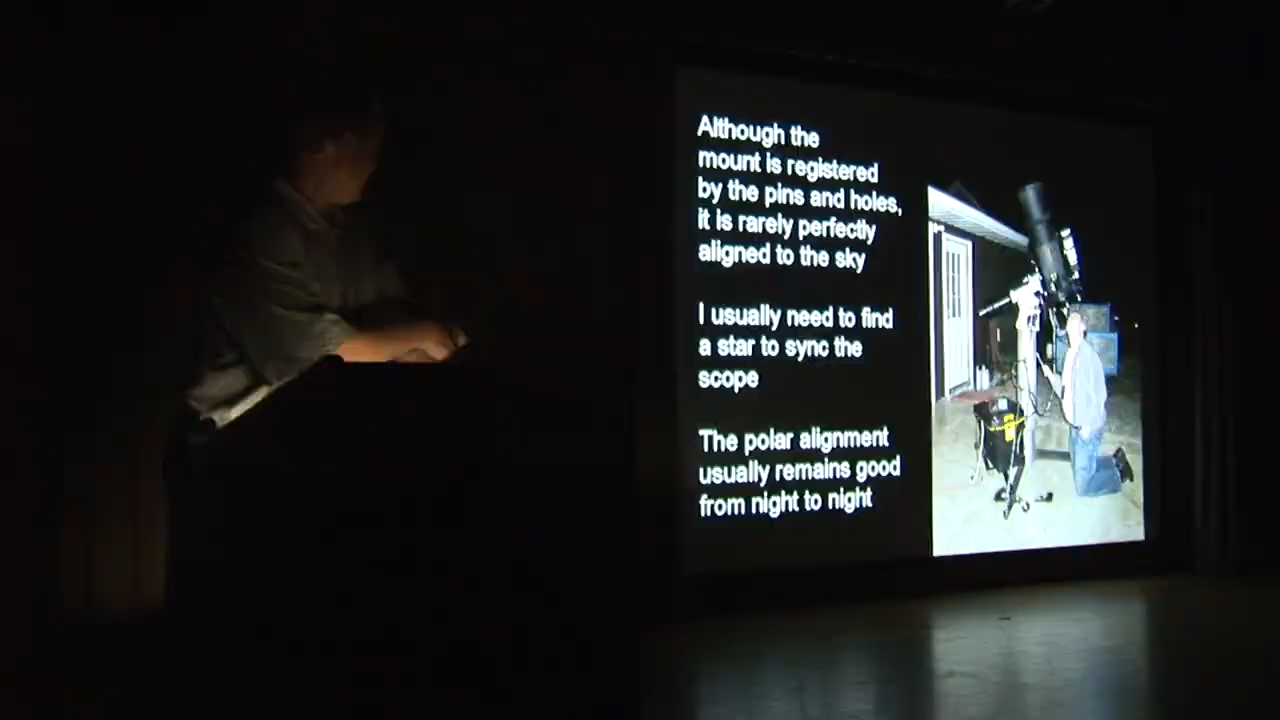 Although the
mount is registered
by the pins and holes,
it is rarely perfectly
aligned to the sky
I usually need to find
a star to sync the
scope
The polar alignment
usually remains good
from night to night